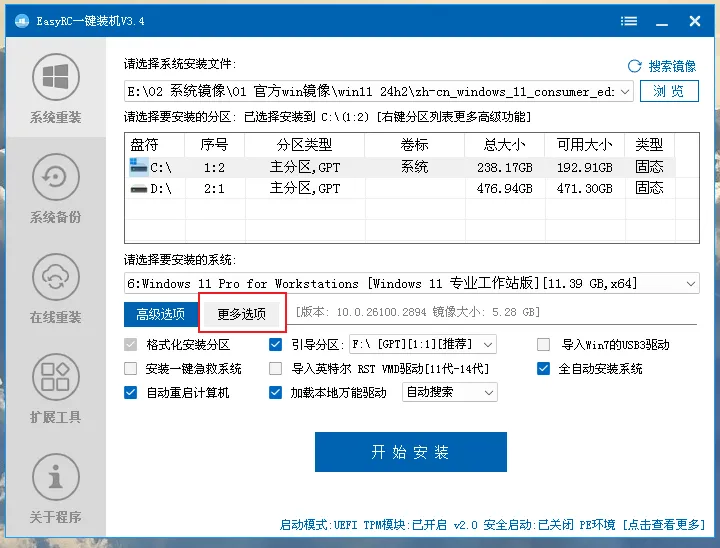 EasyRC一键装机V3.4
系统重装
系统备份
在线重装
扩展工具
关于程序
请选择系统安装文件:
搜索镜像
E:\02 系统镜像\01 官方win镜像\win11 24h2\zh-cn_windows_11_consumer_ed:
浏 览
请选择要安装的分区: 已选择安装到 C:\(1:2) [右键分区列表更多高级功能]
盘符 序号 分区类型 卷标 总大小 可用大小 类型
C:\ 1:2 主分区,GPT 系统 238.17GB 192.91GB 固态
D:\ 2:1 主分区,GPT 476.94GB 471.30GB 固态
请选择要安装的系统:
6:Windows 11 Pro for Workstations [Windows 11 专业工作站版][11.39 GB,x64]
高级选项 更多选项 [版本: 10.0.26100.2894 镜像大小: 5.28 GB]
格式化安装分区 引导分区: F:\ [GPT][1:1][推荐] 导入Win7的USB3驱动
安装一键急救系统 导入英特尔 RST VMD驱动[11代-14代] 全自动安装系统
自动重启计算机 加载本地万能驱动 自动搜索
开始安装
启动模式:UEFI TPM模块:已开启 v2.0 安全启动:已关闭 PE环境 [点击查看更多]